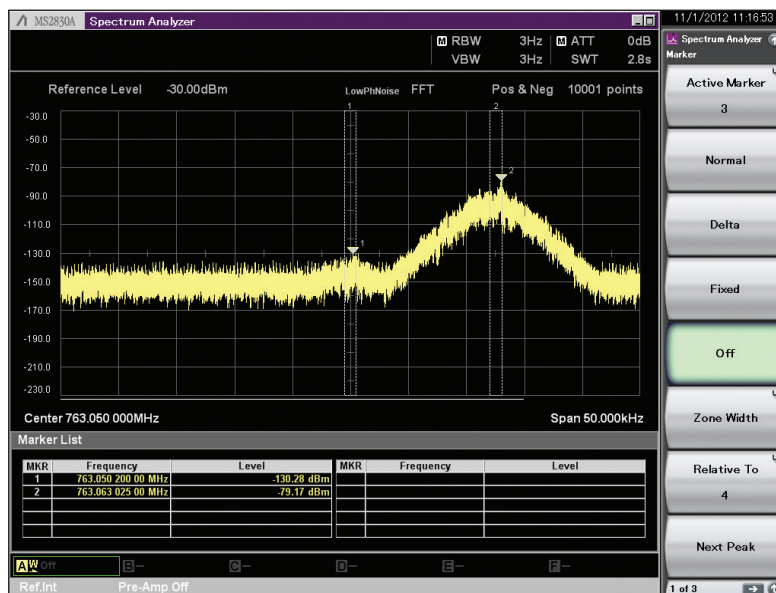 MS2830A Spectrum Analyzer
11/1/2012 11:16:53
M RBW 3Hz M ATT 0dB
VBW 3Hz SWT 2.8s
Reference Level -30.00dBm LowPhNoise FFT Pos & Neg 10001 points
1 2
-30.0
-50.0
-70.0
-90.0
-110.0
-130.0
-150.0
-170.0
-190.0
-210.0
-230.0
2
1
Center 763.050 000MHz Span 50.000kHz
Marker List
MKR Frequency Level MKR Frequency Level
1 763.050 200 00 MHz -130.28 dBm
2 763.063 025 00 MHz -79.17 dBm
A W Off B— C— D— E— F—
Ref.Int Pre-Amp Off
Spectrum Analyzer
Marker
Active Marker
3
Normal
Delta
Fixed
Off
Zone Width
Relative To
4
Next Peak
1 of 3